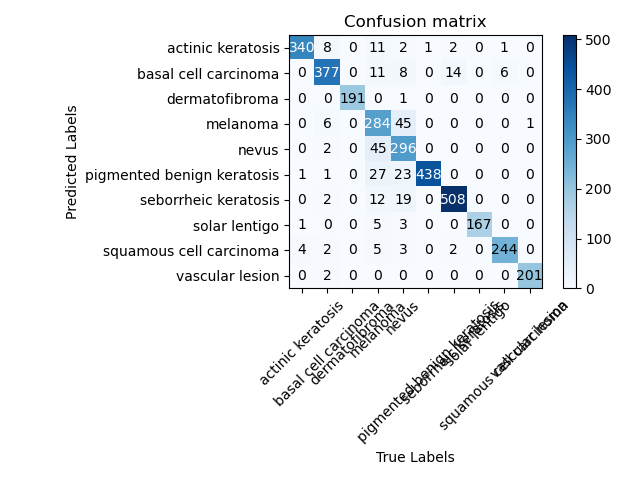 Confusion matrix
Predicted Labels
actinic keratosis 340 8 0 11 2 1 2 0 1 0
basal cell carcinoma 0 377 0 11 8 0 14 0 6 0
dermatofibroma 0 0 191 0 1 0 0 0 0 0
melanoma 0 6 0 284 45 0 0 0 0 1
nevus 0 2 0 45 296 0 0 0 0 0
pigmented benign keratosis 1 1 0 27 23 438 0 0 0 0
seborrheic keratosis 0 2 0 12 19 0 508 0 0 0
solar lentigo 1 0 0 5 3 0 0 167 0 0
squamous cell carcinoma 4 2 0 5 3 0 2 0 244 0
vascular lesion 0 2 0 0 0 0 0 0 0 201
500
400
300
200
100
0
actinic keratosis
basal cell carcinoma
dermatofibroma
melanoma
nevus
pigmented benign keratosis
seborrheic keratosis
solar lentigo
squamous cell carcinoma
vascular lesion
True Labels